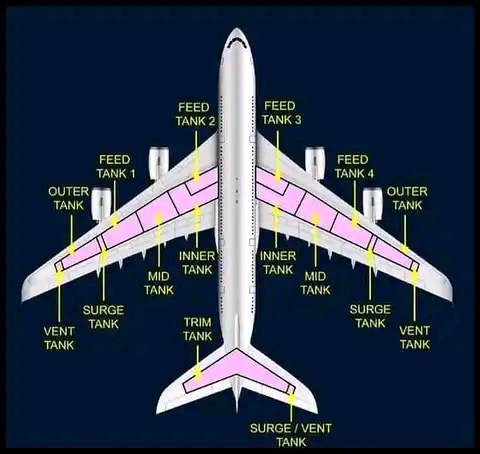 FEED
TANK 2
FEED
TANK 3
FEED
TANK 1
FEED
TANK 4
OUTER
TANK
OUTER
TANK
INNER
TANK
INNER
TANK
MID
TANK
MID
TANK
SURGE
TANK
SURGE
TANK
VENT
TANK
TRIM
TANK
VENT
TANK
SURGE / VENT
TANK